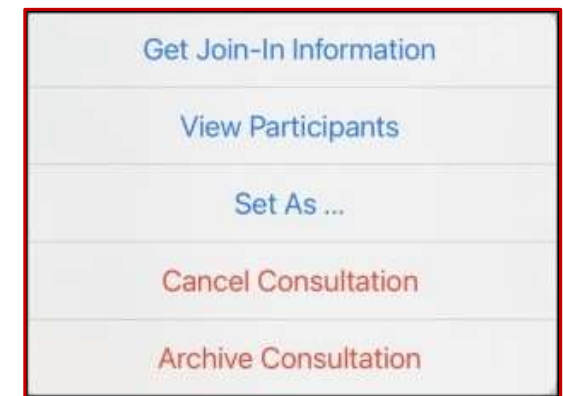 Get Join-In Information
View Participants
Set As ...
Cancel Consultation
Archive Consultation